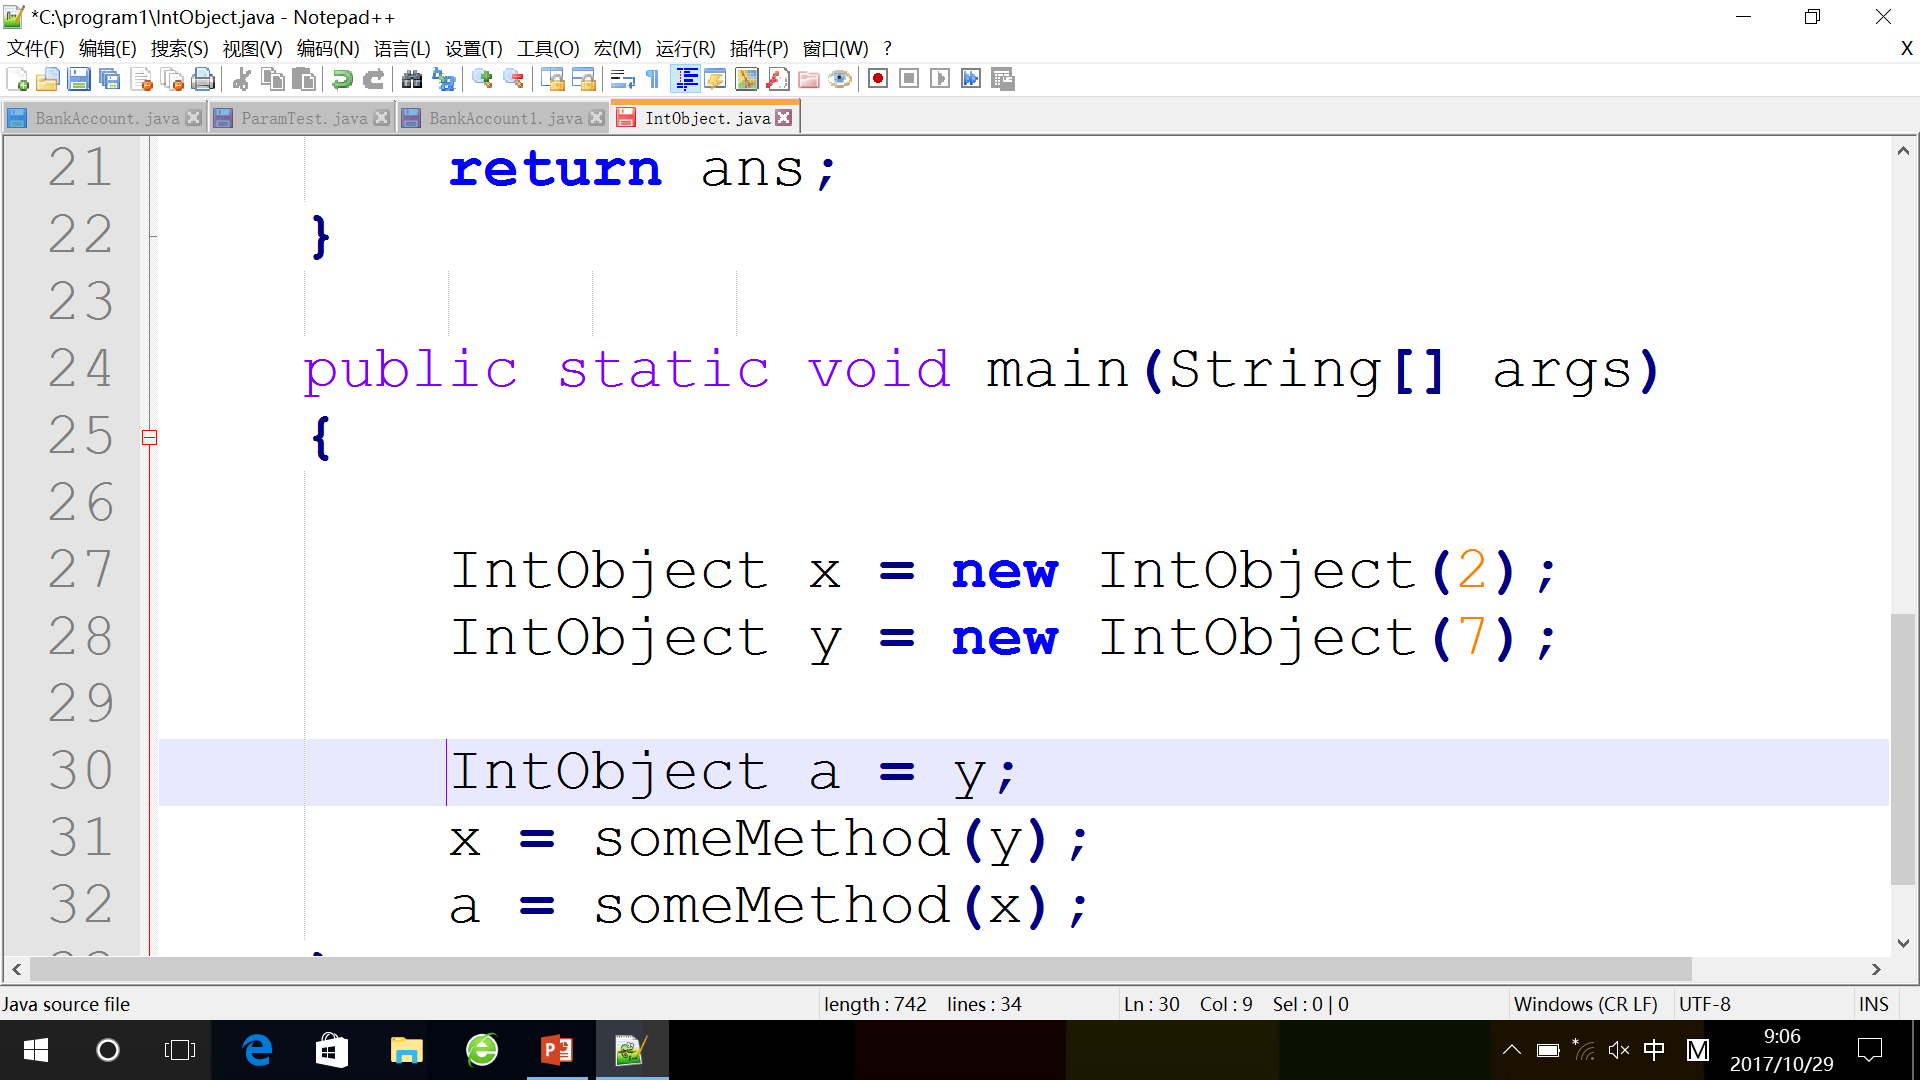 *C:\program1\IntObject.java - Notepad++
文件(F) 编辑(E) 搜索(S) 视图(V) 编码(N) 语言(L) 设置(T) 工具(O) 宏(M) 运行(R) 插件(P) 窗口(W) ? X
BankAccount.java ParamTest.java BankAccount1.java IntObject.java
21 return ans;
22 }
23
24 public static void main(String[] args)
25 {
26
27 IntObject x = new IntObject(2);
28 IntObject y = new IntObject(7);
29
30 IntObject a = y;
31 x = someMethod(y);
32 a = someMethod(x);
Java source file length : 742 lines : 34 Ln : 30 Col : 9 Sel : 0 | 0 Windows (CR LF) UTF-8 INS
中 M 9:06
2017/10/29